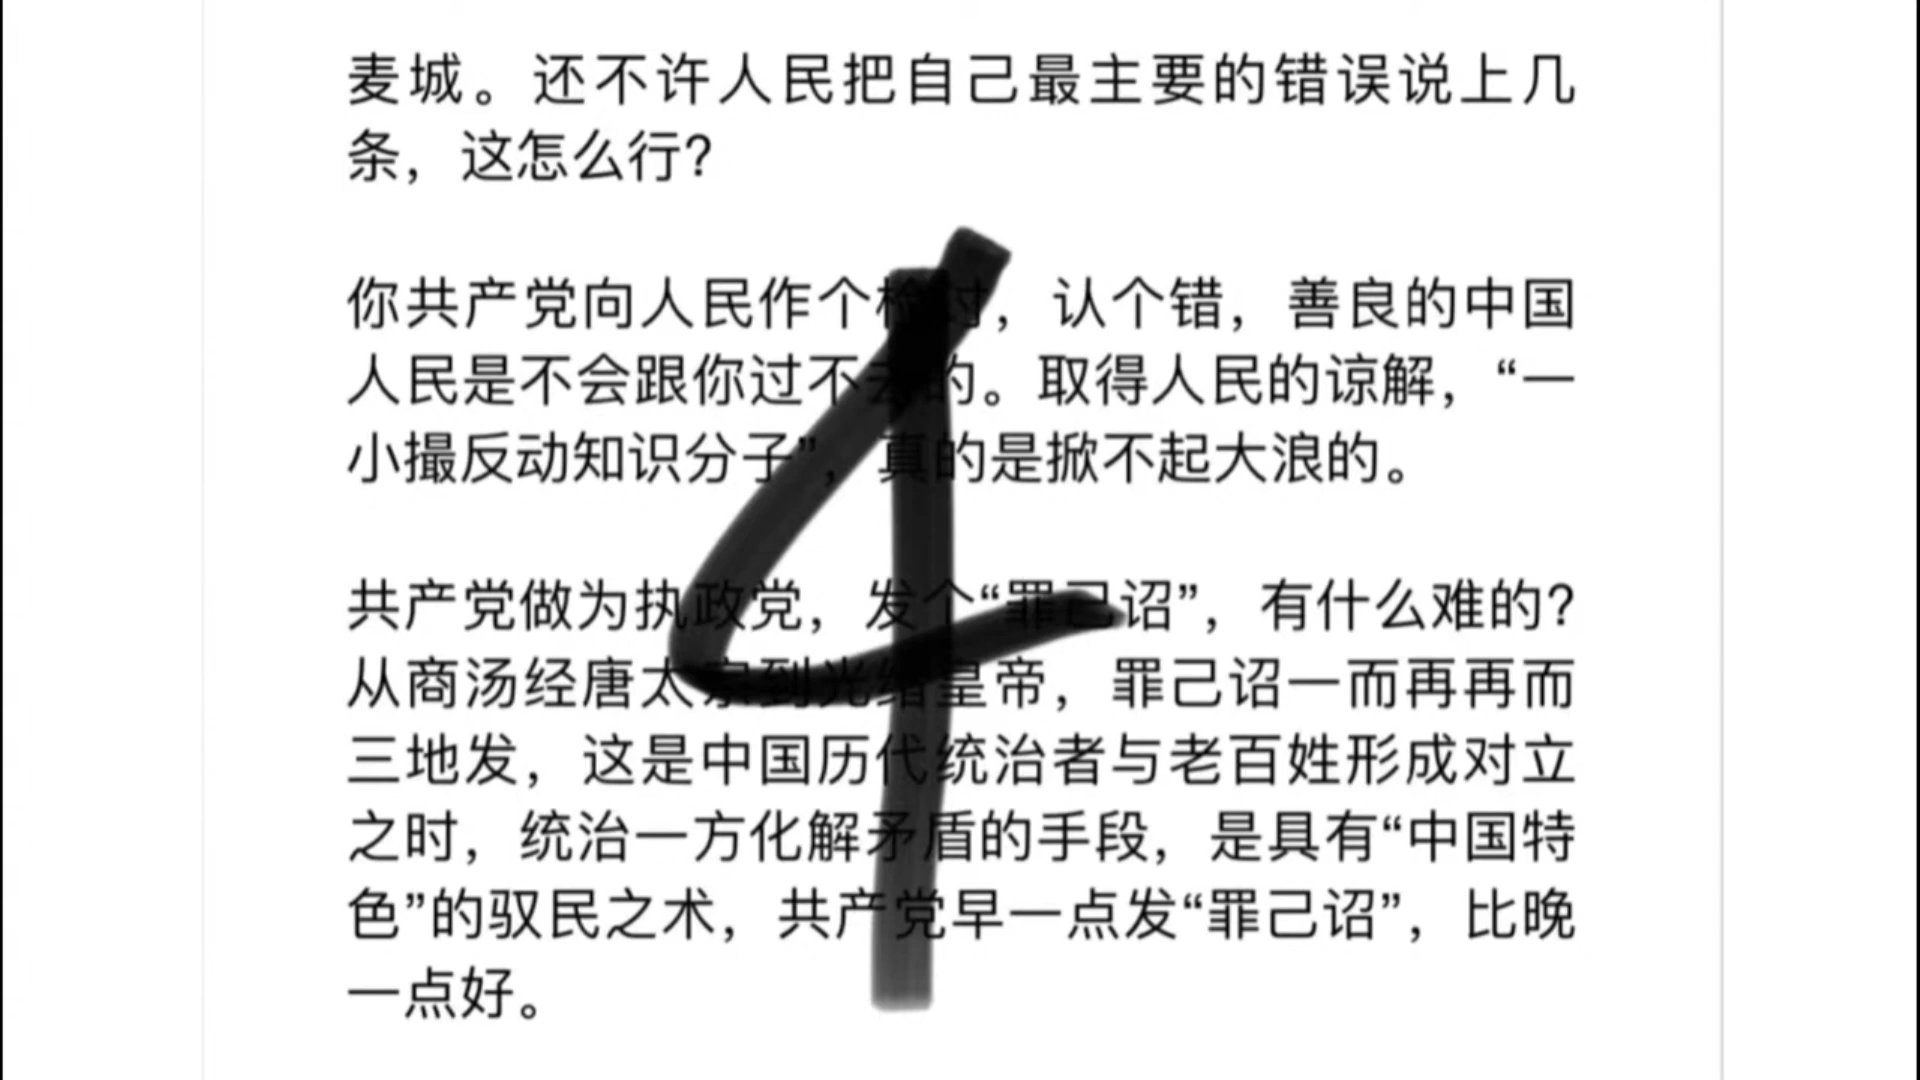 麦城。还不许人民把自己最主要的错误说上几
条，这怎么行？
你共产党向人民作个检讨，认个错，善良的中国
人民是不会跟你过不去的。取得人民的谅解，“一
小撮反动知识分子”，真的是掀不起大浪的。
共产党做为执政党，发个“罪己诏”，有什么难的？
从商汤经唐太宗到光绪皇帝，罪己诏一而再再而
三地发，这是中国历代统治者与老百姓形成对立
之时，统治一方化解矛盾的手段，是具有“中国特
色”的驭民之术，共产党早一点发“罪己诏”，比晚
一点好。
4